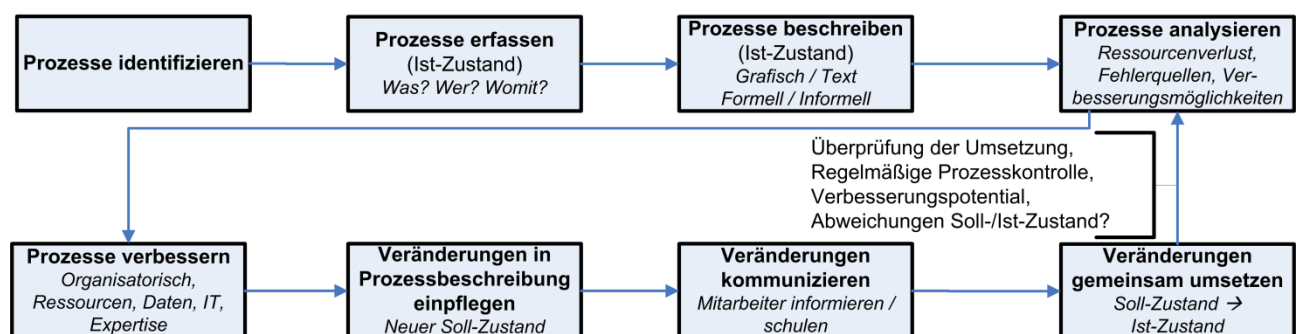 Prozesse identifizieren
Prozesse erfassen
(Ist-Zustand)
Was? Wer? Womit?
Prozesse beschreiben
(Ist-Zustand)
Grafisch / Text
Formell / Informell
Prozesse analysieren
Ressourcenverlust,
Fehlerquellen, Ver-
besserungsmöglichkeiten
Überprüfung der Umsetzung,
Regelmäßige Prozesskontrolle,
Verbesserungspotential,
Abweichungen Soll-/Ist-Zustand?
Prozesse verbessern
Organisatorisch,
Ressourcen, Daten, IT,
Expertise
Veränderungen in
Prozessbeschreibung
einpflegen
Neuer Soll-Zustand
Veränderungen
kommunizieren
Mitarbeiter informieren /
schulen
Veränderungen
gemeinsam umsetzen
Soll-Zustand →
Ist-Zustand